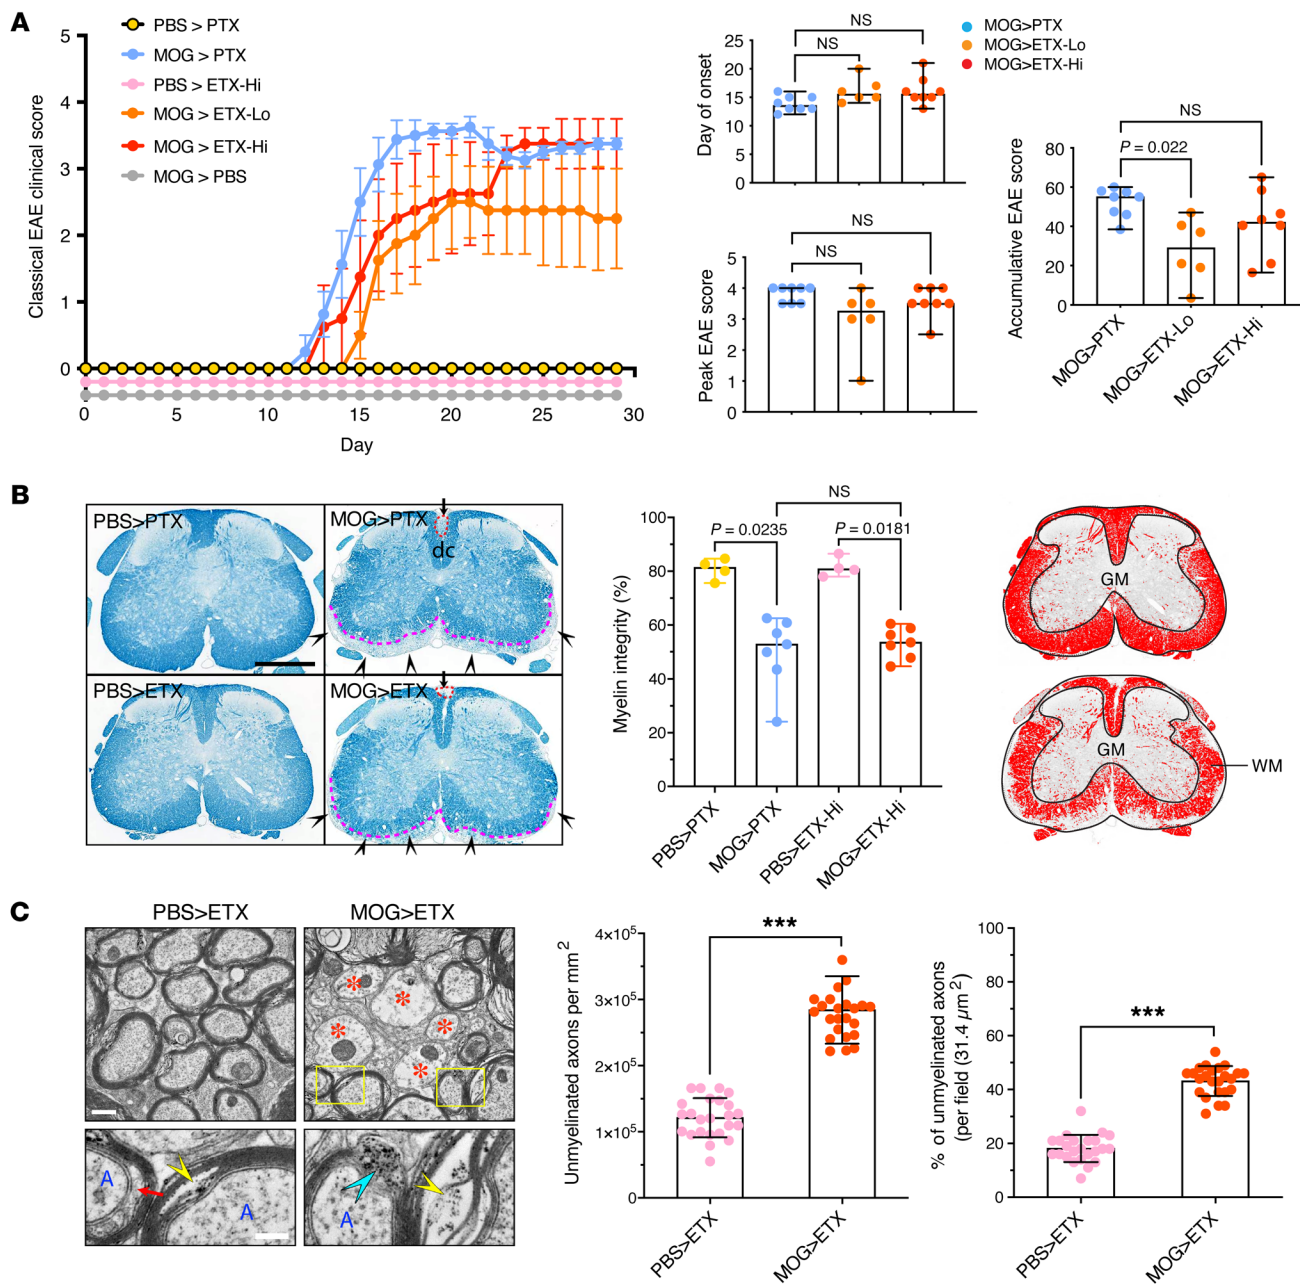 A
PBS > PTX
MOG > PTX
PBS > ETX-Hi
MOG > ETX-Lo
MOG > ETX-Hi
MOG > PBS
Classical EAE clinical score
5
4
3
2
1
0
0
5
10
15
20
25
30
Day
NS
NS
Day of onset
25
20
15
10
5
0
MOG>PTX
MOG>ETX-Lo
MOG>ETX-Hi
NS
NS
Peak EAE score
5
4
3
2
1
0
NS
P = 0.022
Accumulative EAE score
80
60
40
20
0
MOG>PTX
MOG>ETX-Lo
MOG>ETX-Hi
B
PBS>PTX
MOG>PTX
dc
PBS>ETX
MOG>ETX
NS
P = 0.0235
P = 0.0181
Myelin integrity (%)
100
80
60
40
20
0
PBS>PTX
MOG>PTX
PBS>ETX-Hi
MOG>ETX-Hi
GM
GM
WM
C
PBS>ETX
MOG>ETX
*
*
*
*
*
A
A
A
***
Unmyelinated axons per mm 2
4×10⁵
3×10⁵
2×10⁵
1×10⁵
0
PBS>ETX
MOG>ETX
***
% of unmyelinated axons
(per field (31.4 µm 2)
100
80
60
40
20
0
PBS>ETX
MOG>ETX